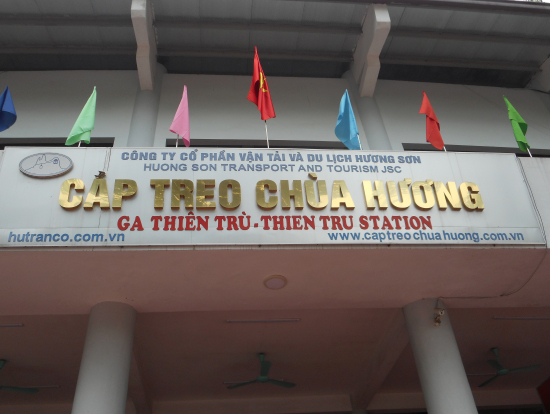 CÔNG TY CỔ PHẦN VẬN TẢI VÀ DU LỊCH HƯƠNG SƠN
HUONG SON TRANSPORT AND TOURISM JSC
CÁP TREO CHÙA HƯƠNG
GA THIÊN TRÙ - THIEN TRU STATION
hutranco.com.vn
www.captreochuahuong.com.vn